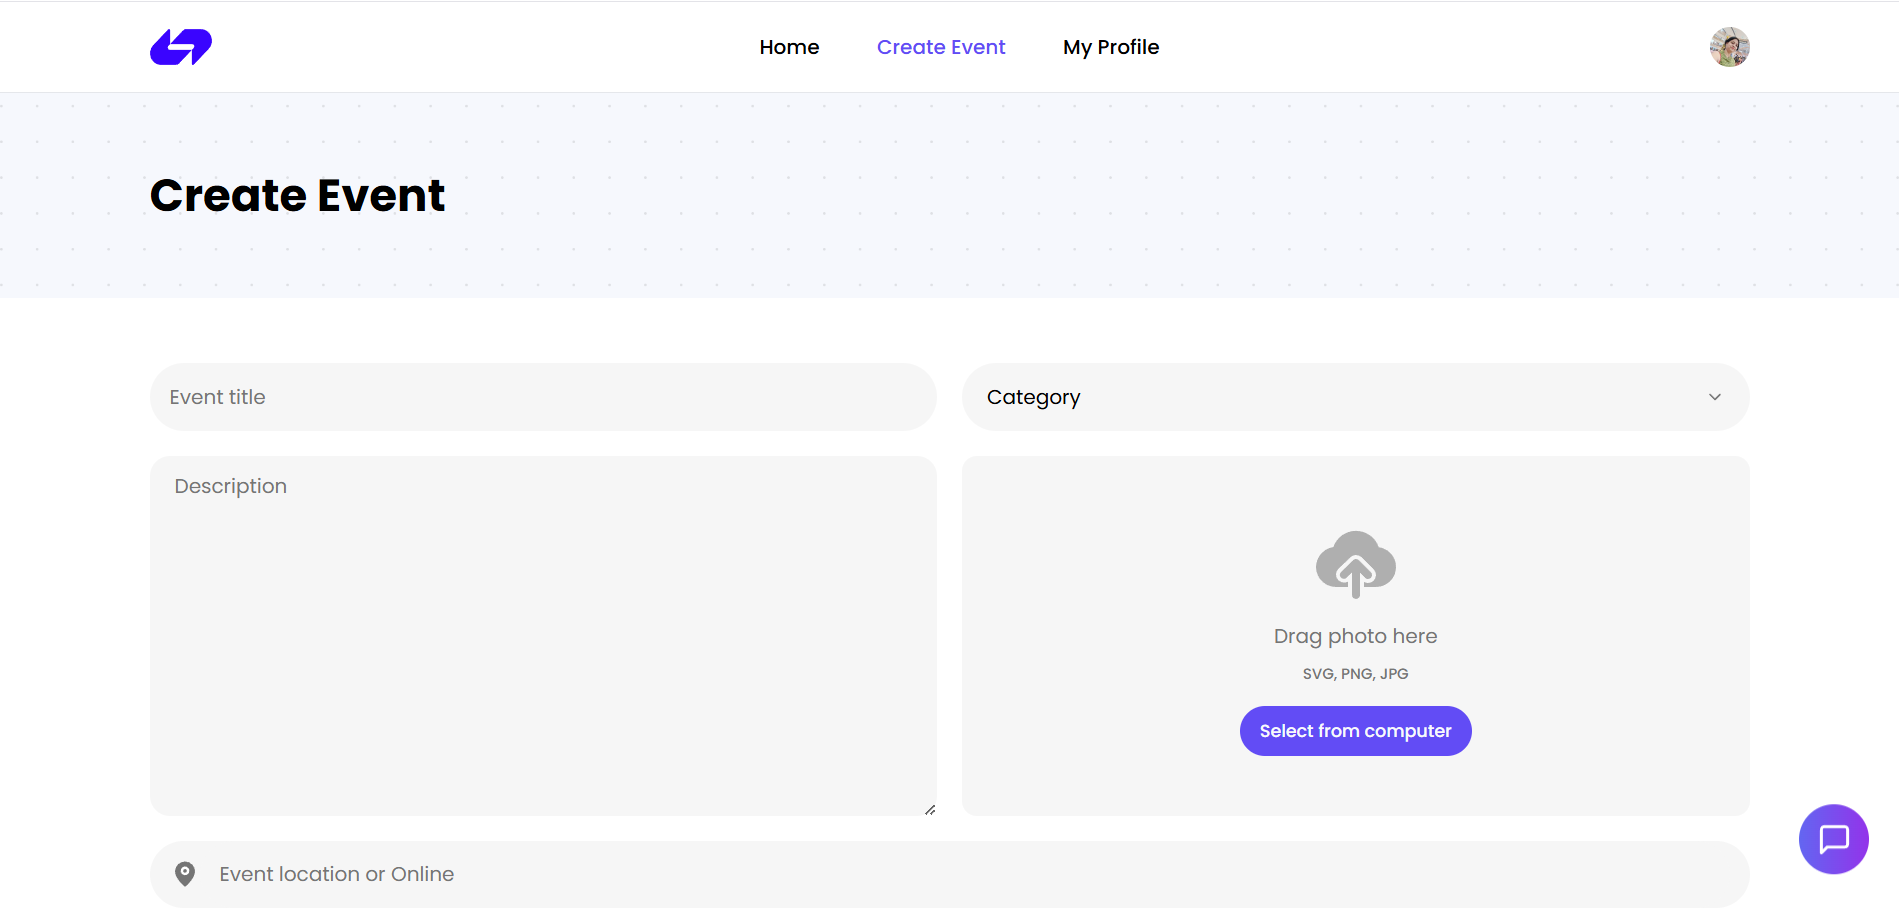 Home
Create Event
My Profile
Create Event
Event title
Category
Description
Drag photo here
SVG, PNG, JPG
Select from computer
Event location or Online